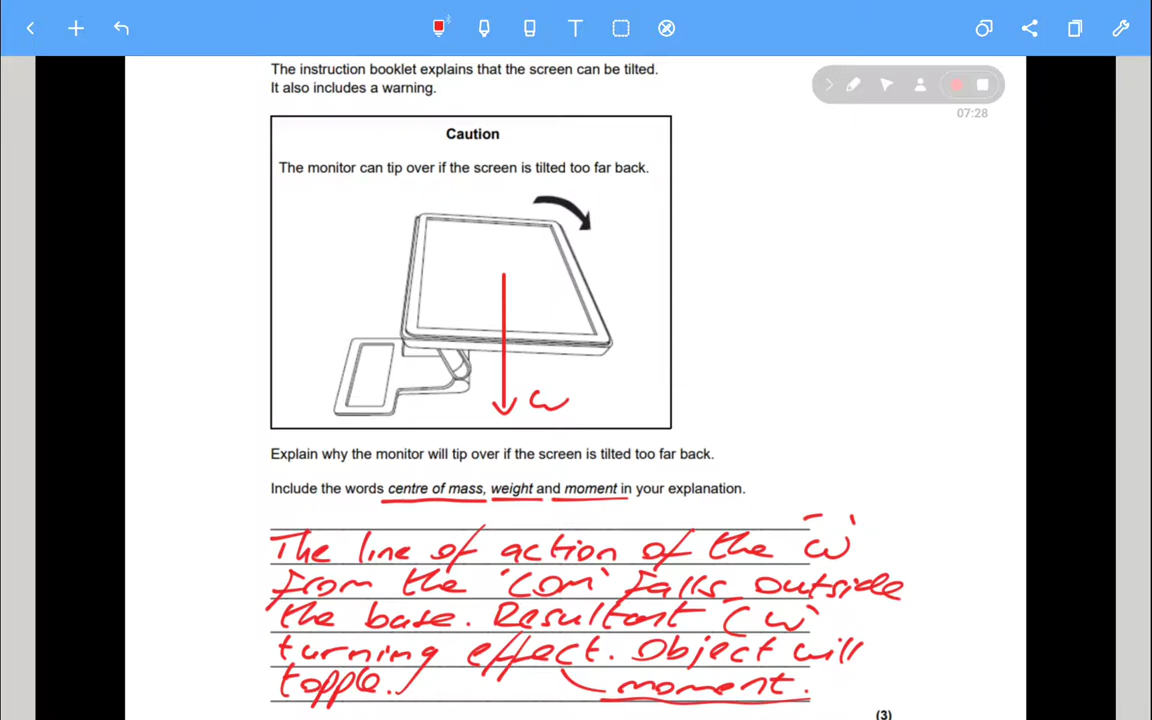 07:28
The instruction booklet explains that the screen can be tilted.
It also includes a warning.
Caution
The monitor can tip over if the screen is tilted too far back.
W
Explain why the monitor will tip over if the screen is tilted too far back.
Include the words centre of mass, weight and moment in your explanation.
The line of action of the 'W'
from the 'COM' falls outside
the base. Resultant
turning effect. Object will
topple. moment.
(3)